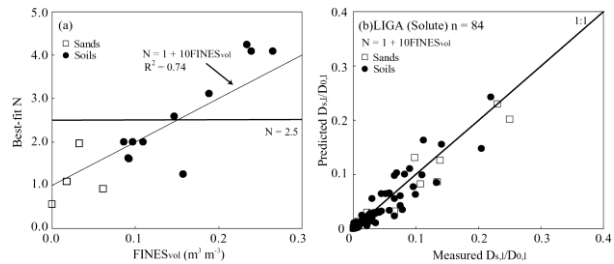 (a)
□ Sands
● Soils
N = 1 + 10FINESvol
R² = 0.74
N = 2.5
5.0
4.0
3.0
2.0
1.0
0.0
Best-fit N
0.0 0.1 0.2 0.3
FINESvol (m³ m⁻³)
(b) LIGA (Solute) n = 84
N = 1 + 10FINESvol
□ Sands
● Soils
1:1
0.4
0.3
0.2
0.1
0
Predicted Ds,l/D0,l
0 0.1 0.2 0.3 0.4
Measured Ds,l/D0,l